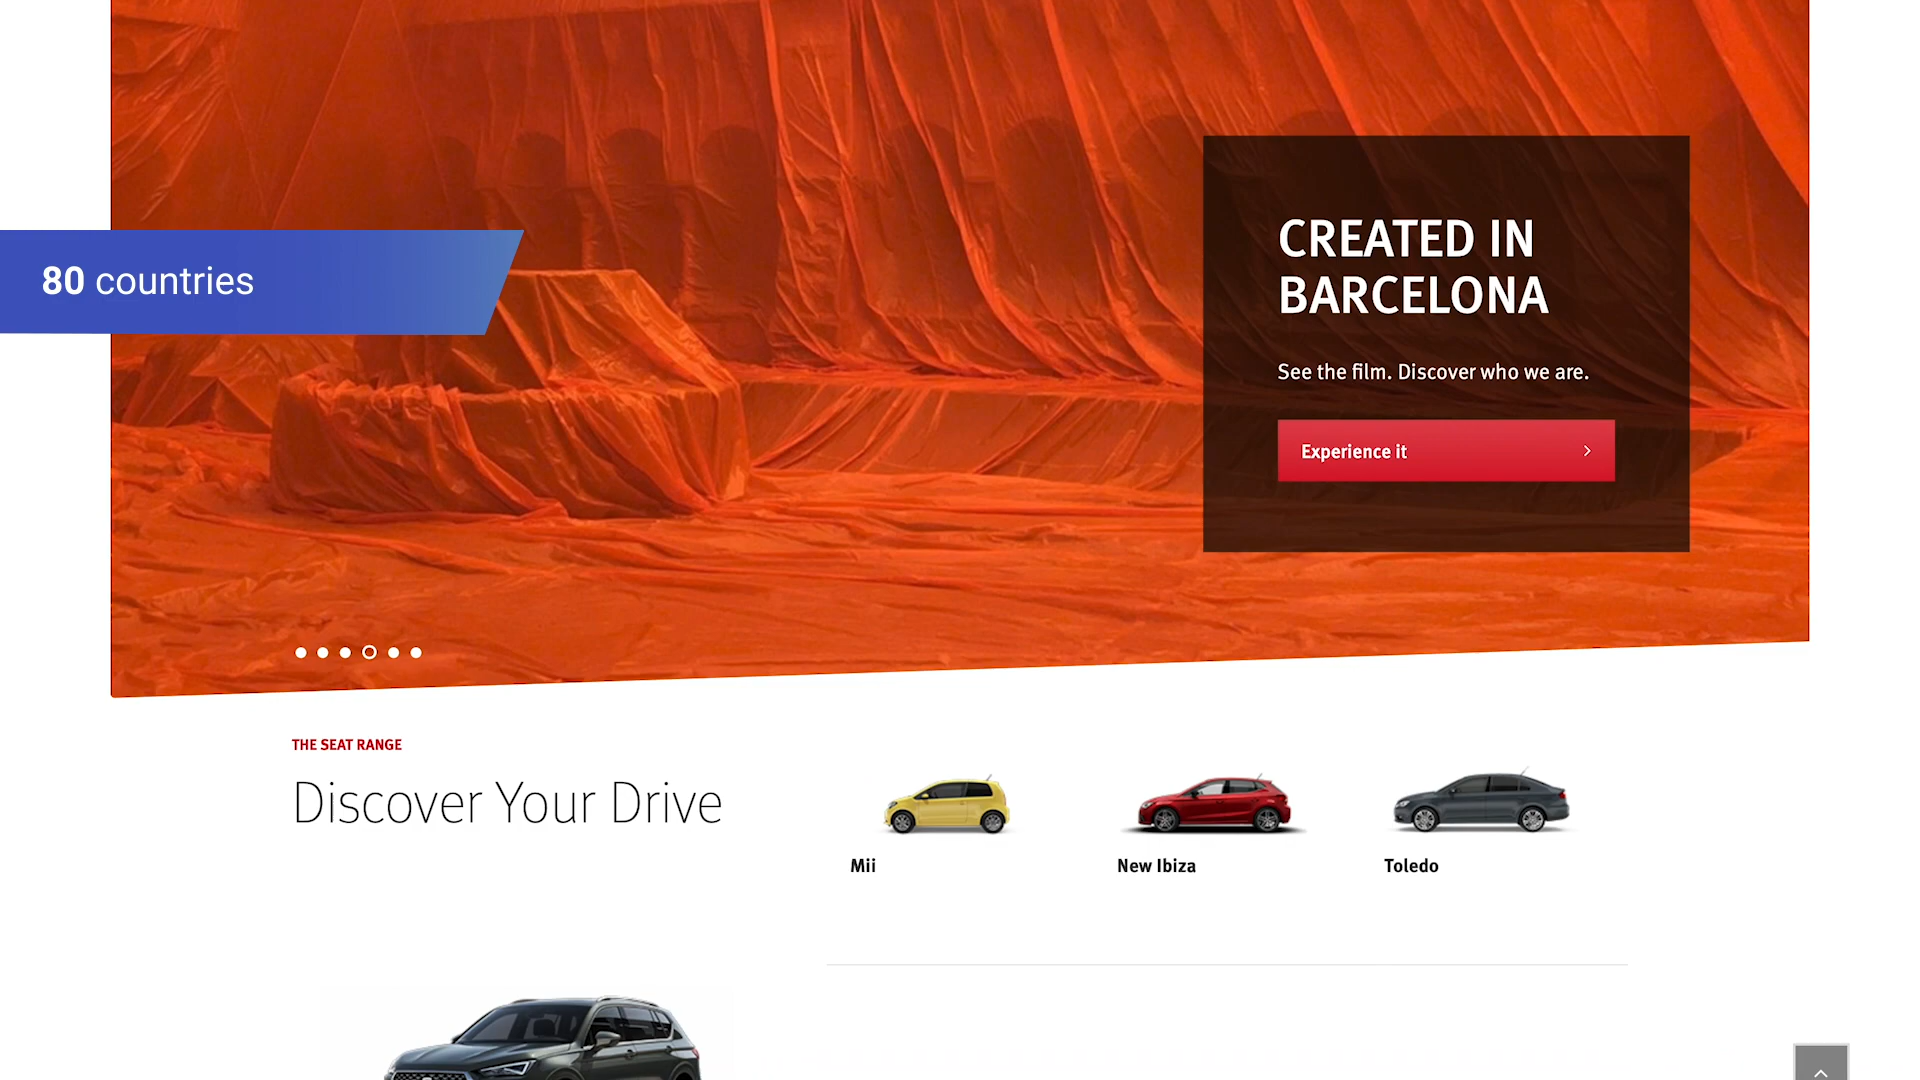 80 countries
CREATED IN
BARCELONA
See the film. Discover who we are.
Experience it
THE SEAT RANGE
Discover Your Drive
Mii
New Ibiza
Toledo